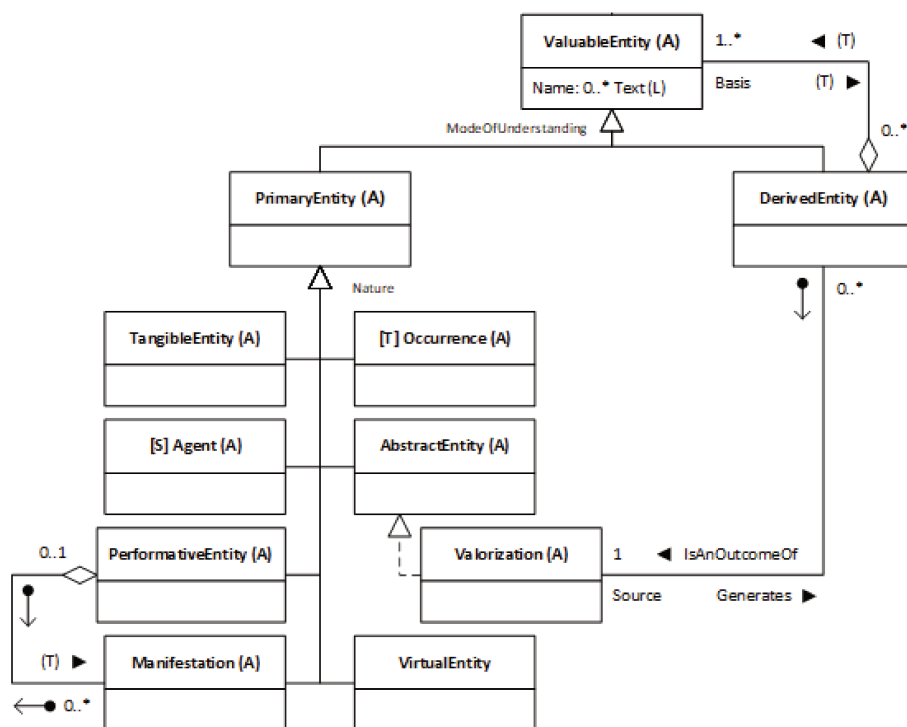 ValuableEntity (A)
1..*
◄ (T)
Name: 0..* Text (L)
Basis
(T) ►
ModeOfUnderstanding
0..*
PrimaryEntity (A)
DerivedEntity (A)
Nature
0..*
TangibleEntity (A)
[T] Occurrence (A)
[S] Agent (A)
AbstractEntity (A)
0..1
PerformativeEntity (A)
Valorization (A)
1
◄ IsAnOutcomeOf
Source
Generates ►
(T) ►
Manifestation (A)
VirtualEntity
0..*